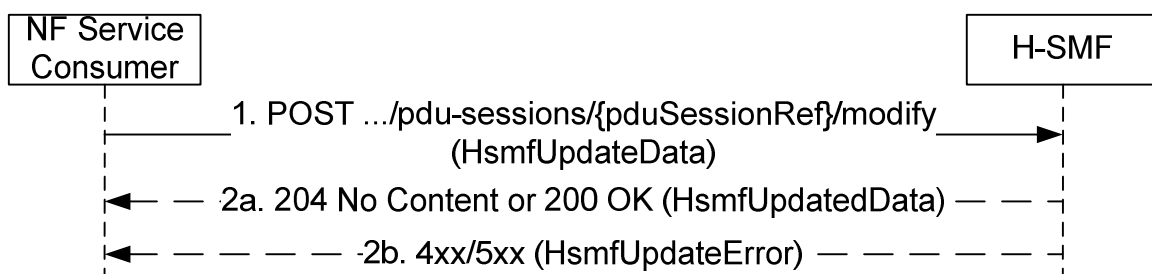 NF Service
Consumer
H-SMF
1. POST .../pdu-sessions/{pduSessionRef}/modify
(HsmfUpdateData)
2a. 204 No Content or 200 OK (HsmfUpdatedData)
2b. 4xx/5xx (HsmfUpdateError)